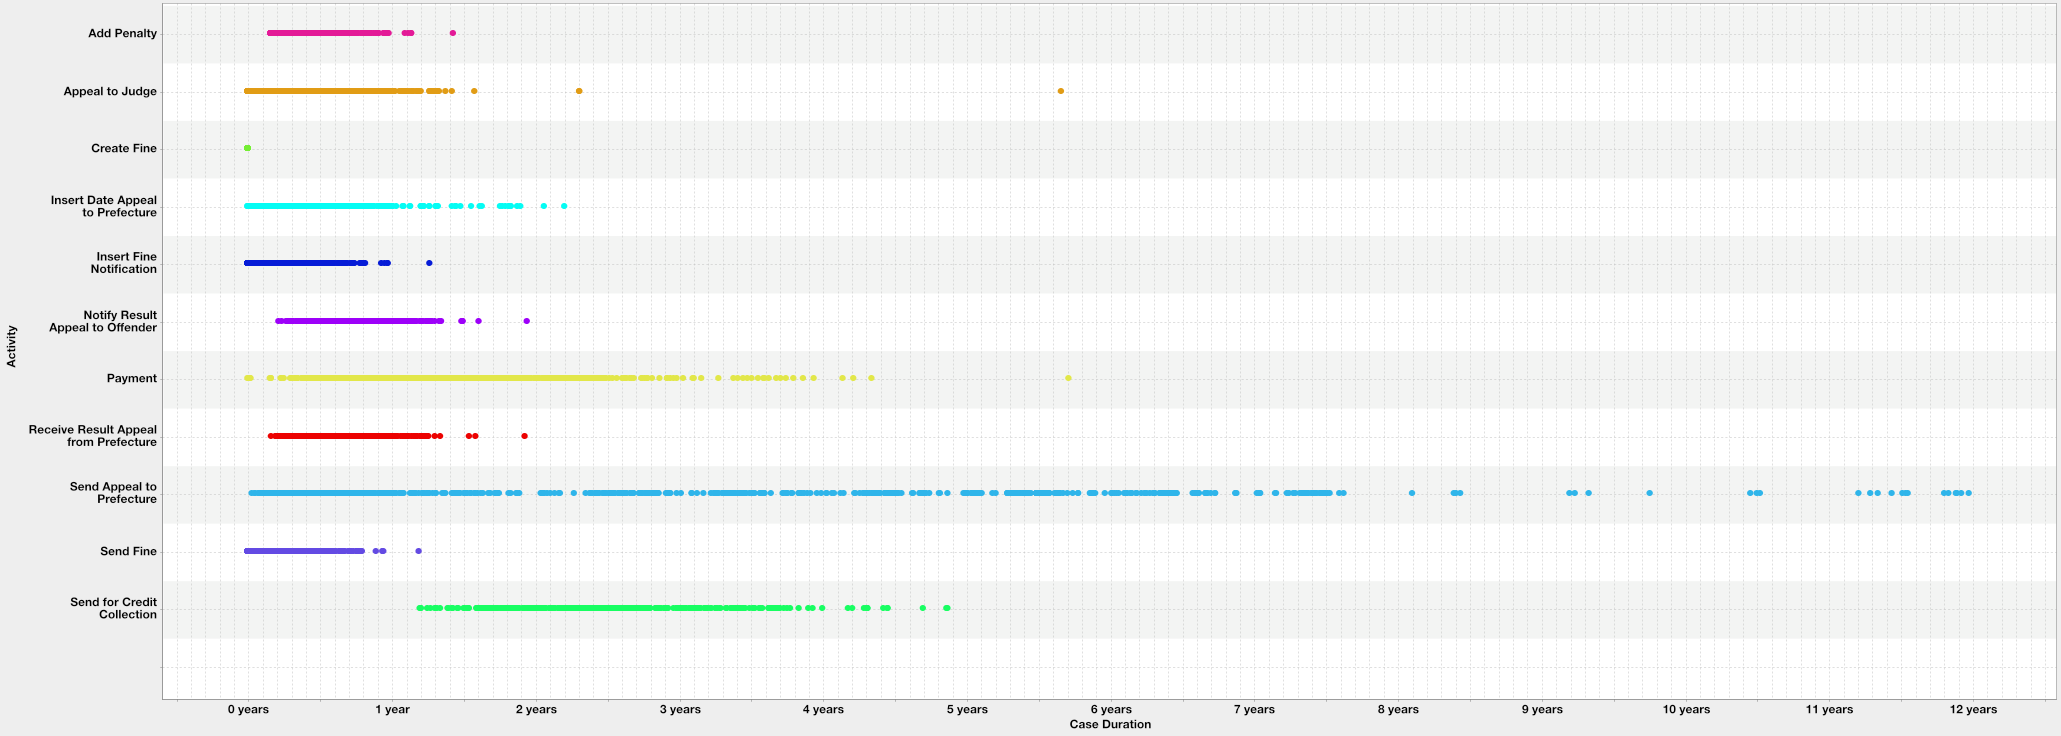 Add Penalty
Appeal to Judge
Create Fine
Insert Date Appeal
to Prefecture
Insert Fine
Notification
Notify Result
Appeal to Offender
Payment
Receive Result Appeal
from Prefecture
Send Appeal to
Prefecture
Send Fine
Send for Credit
Collection
Activity
0 years 1 year 2 years 3 years 4 years 5 years 6 years 7 years 8 years 9 years 10 years 11 years 12 years
Case Duration